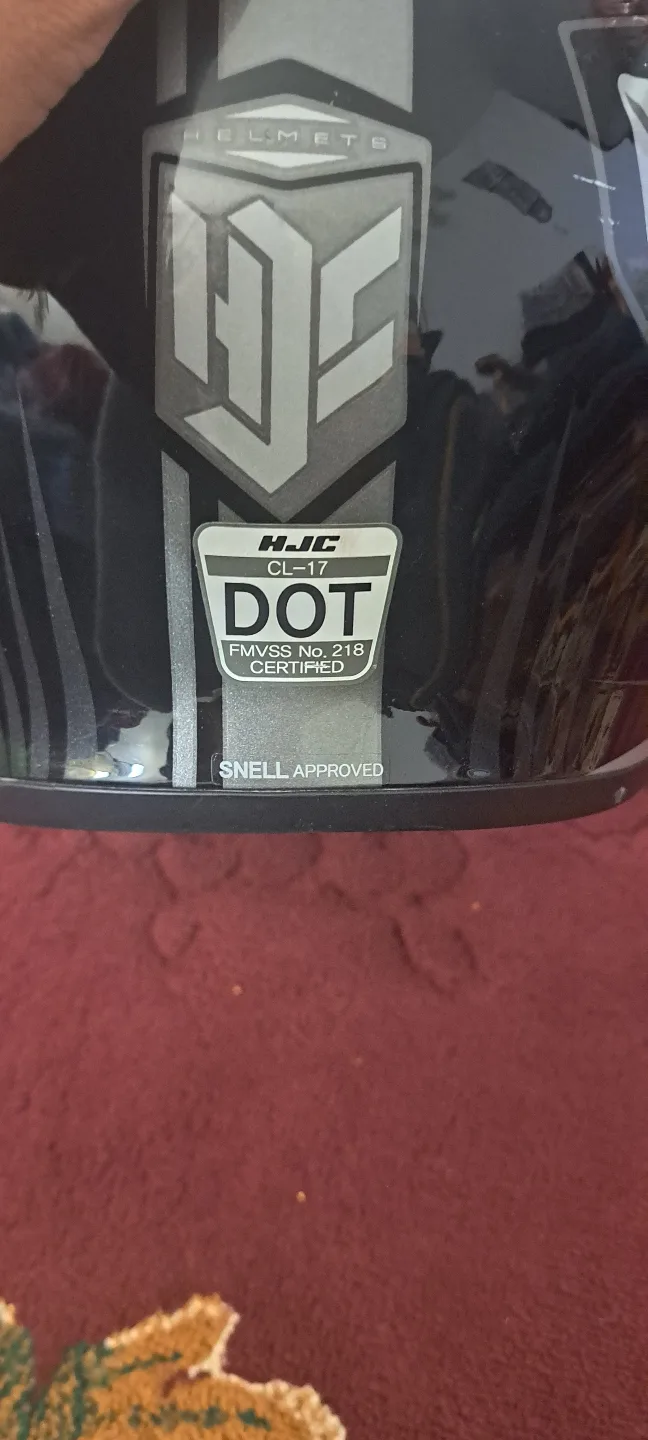 HELMETS
HJC
HJC
CL-17
DOT
FMVSS No. 218
CERTIFIED
SNELL APPROVED